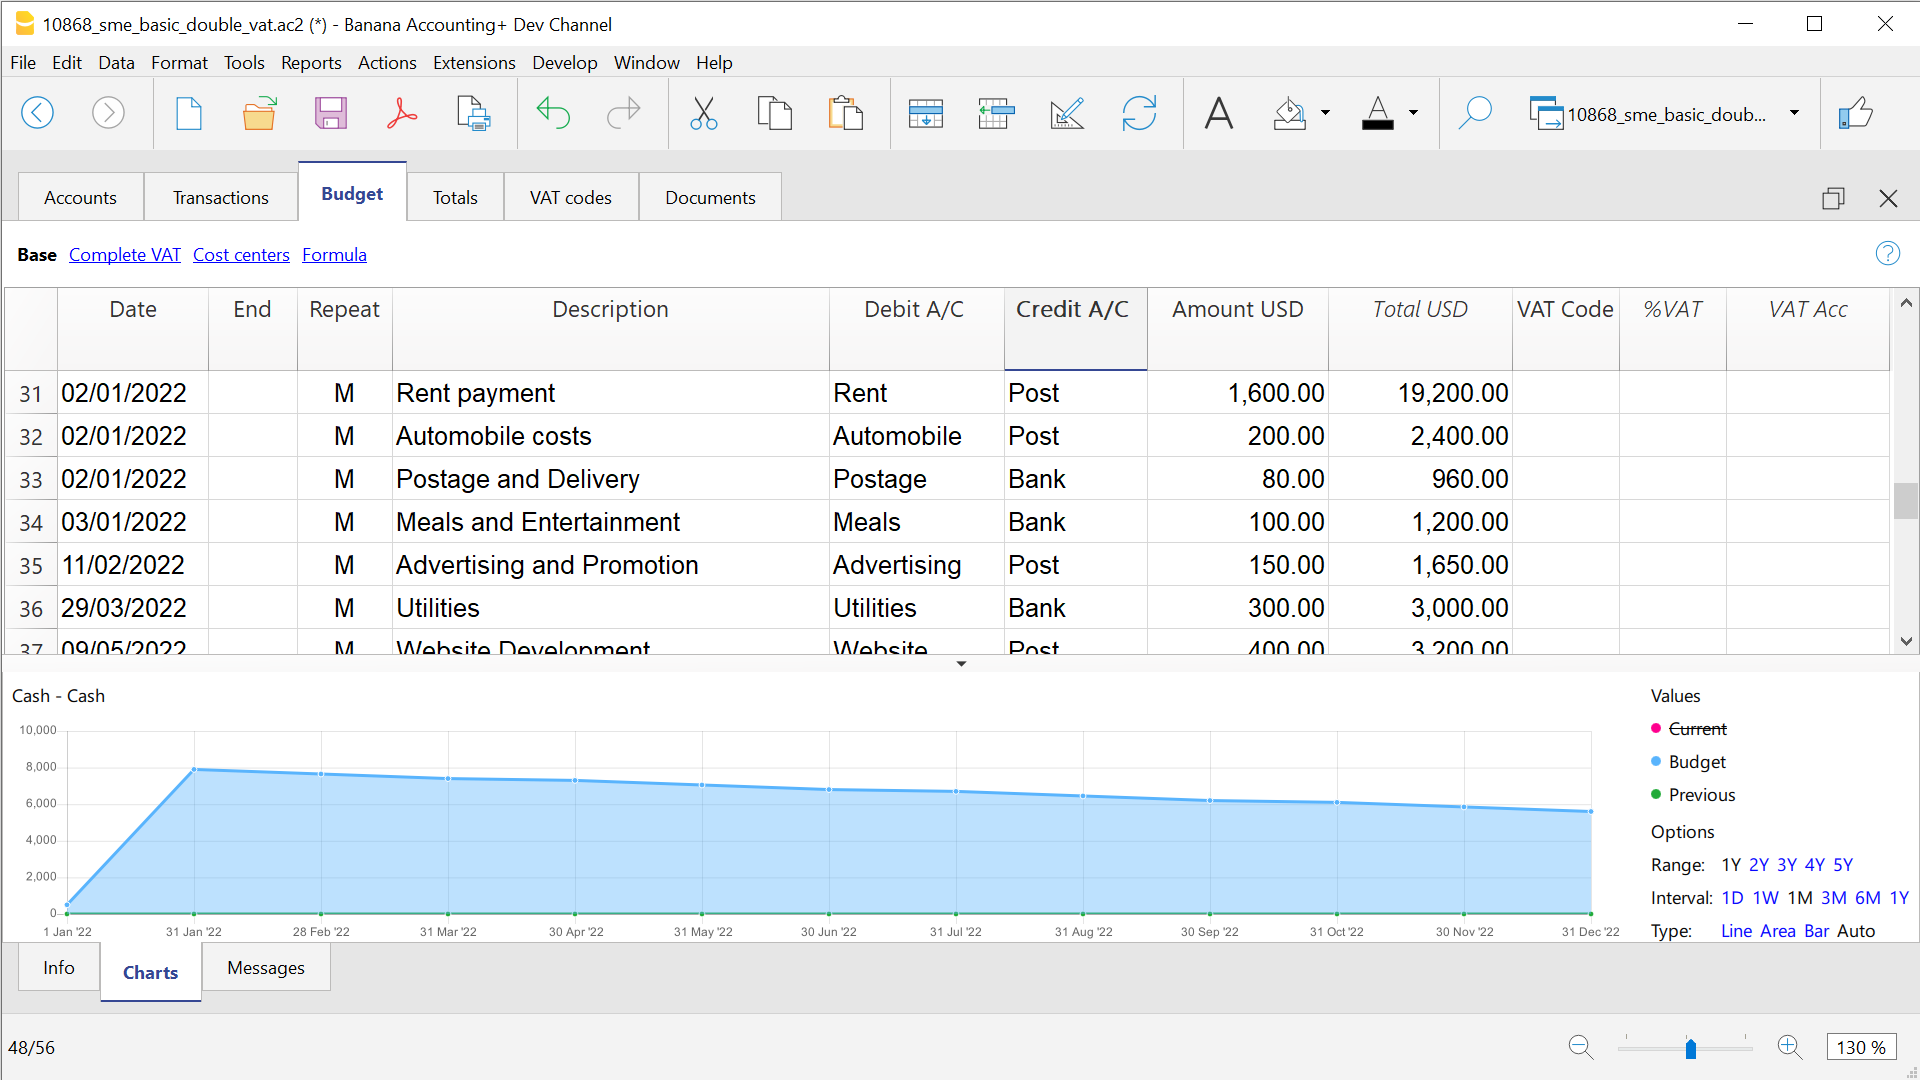 10868_sme_basic_double_vat.ac2 (*) - Banana Accounting+ Dev Channel
File Edit Data Format Tools Reports Actions Extensions Develop Window Help
10868_sme_basic_doub...
Accounts Transactions Budget Totals VAT codes Documents
Base Complete VAT Cost centers Formula
Date End Repeat Description Debit A/C Credit A/C Amount USD Total USD VAT Code %VAT VAT Acc
31 02/01/2022 M Rent payment Rent Post 1,600.00 19,200.00
32 02/01/2022 M Automobile costs Automobile Post 200.00 2,400.00
33 02/01/2022 M Postage and Delivery Postage Bank 80.00 960.00
34 03/01/2022 M Meals and Entertainment Meals Bank 100.00 1,200.00
35 11/02/2022 M Advertising and Promotion Advertising Post 150.00 1,650.00
36 29/03/2022 M Utilities Utilities Bank 300.00 3,000.00
37 09/05/2022 M Website Development Website Post 400.00 3,200.00
Cash - Cash
10,000
8,000
6,000
4,000
2,000
0
1 Jan '22 31 Jan '22 28 Feb '22 31 Mar '22 30 Apr '22 31 May '22 30 Jun '22 31 Jul '22 31 Aug '22 30 Sep '22 31 Oct '22 30 Nov '22 31 Dec '22
Values
Current
Budget
Previous
Options
Range: 1Y 2Y 3Y 4Y 5Y
Interval: 1D 1W 1M 3M 6M 1Y
Type: Line Area Bar Auto
Info Charts Messages
48/56
130 %